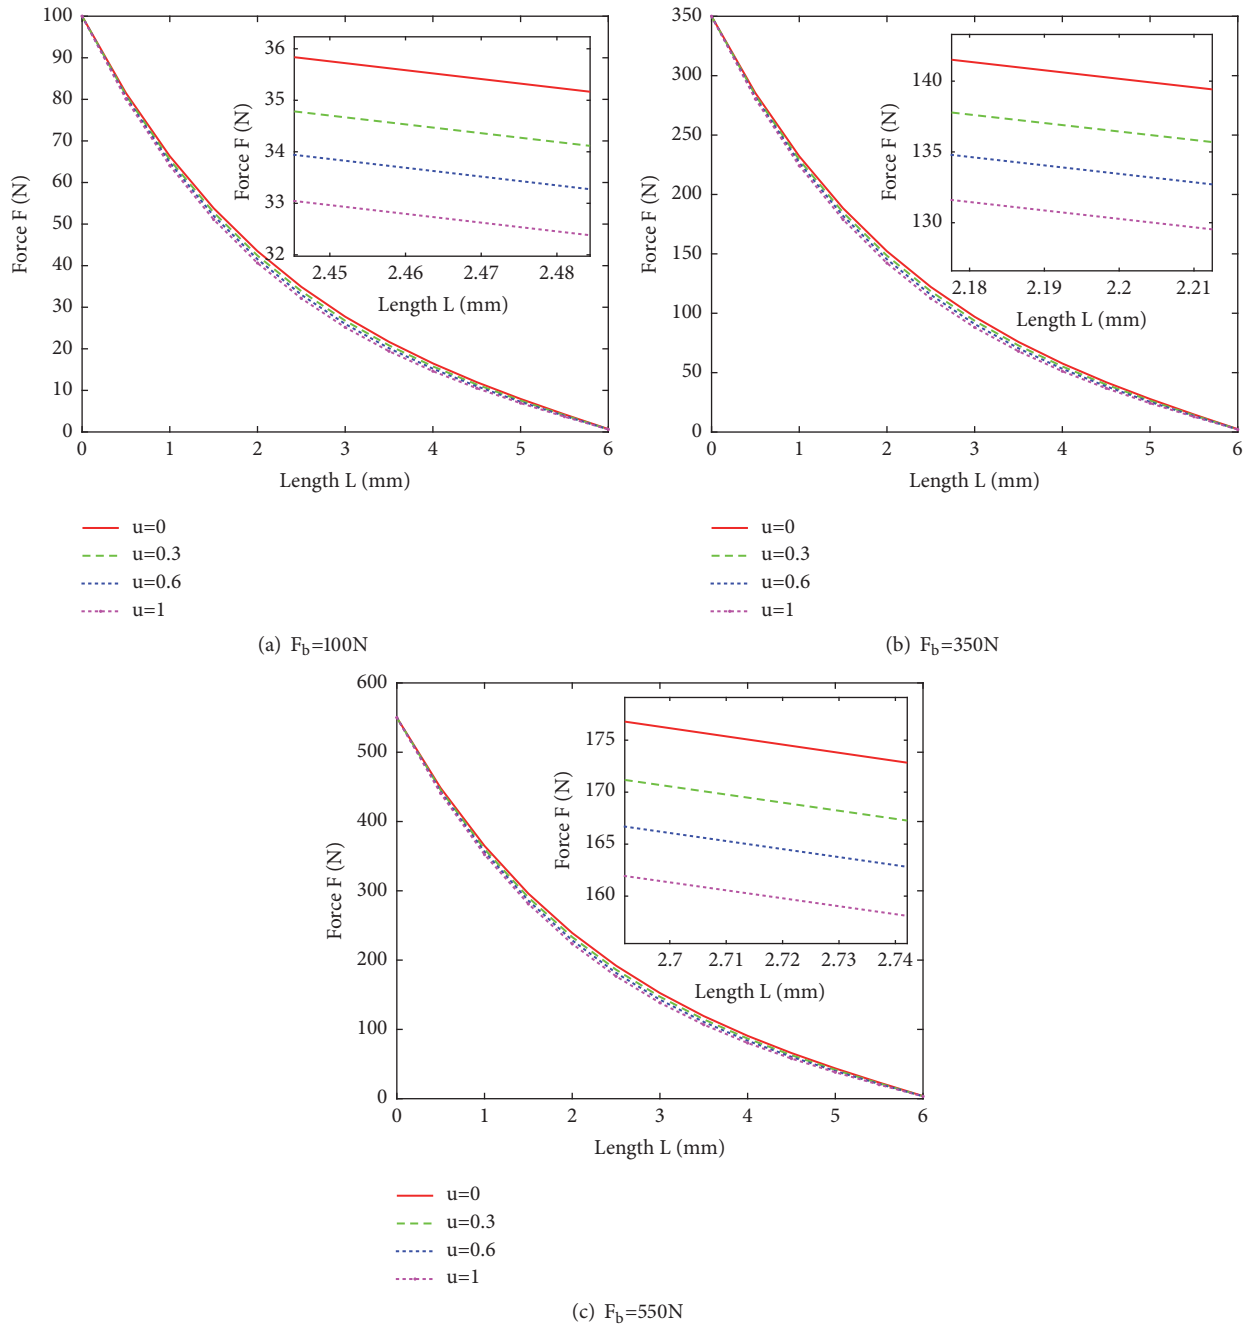 100
90
80
70
60
50
40
30
20
10
0
Force F (N)
0 1 2 3 4 5 6
Length L (mm)
36
35
34
33
32
Force F (N)
2.45 2.46 2.47 2.48
Length L (mm)
u=0
u=0.3
u=0.6
u=1
(a) F_b=100N
350
300
250
200
150
100
50
0
Force F (N)
0 1 2 3 4 5 6
Length L (mm)
140
135
130
Force F (N)
2.18 2.19 2.2 2.21
Length L (mm)
u=0
u=0.3
u=0.6
u=1
(b) F_b=350N
600
500
400
300
200
100
0
Force F (N)
0 1 2 3 4 5 6
Length L (mm)
175
170
165
160
Force F (N)
2.7 2.71 2.72 2.73 2.74
Length L (mm)
u=0
u=0.3
u=0.6
u=1
(c) F_b=550N